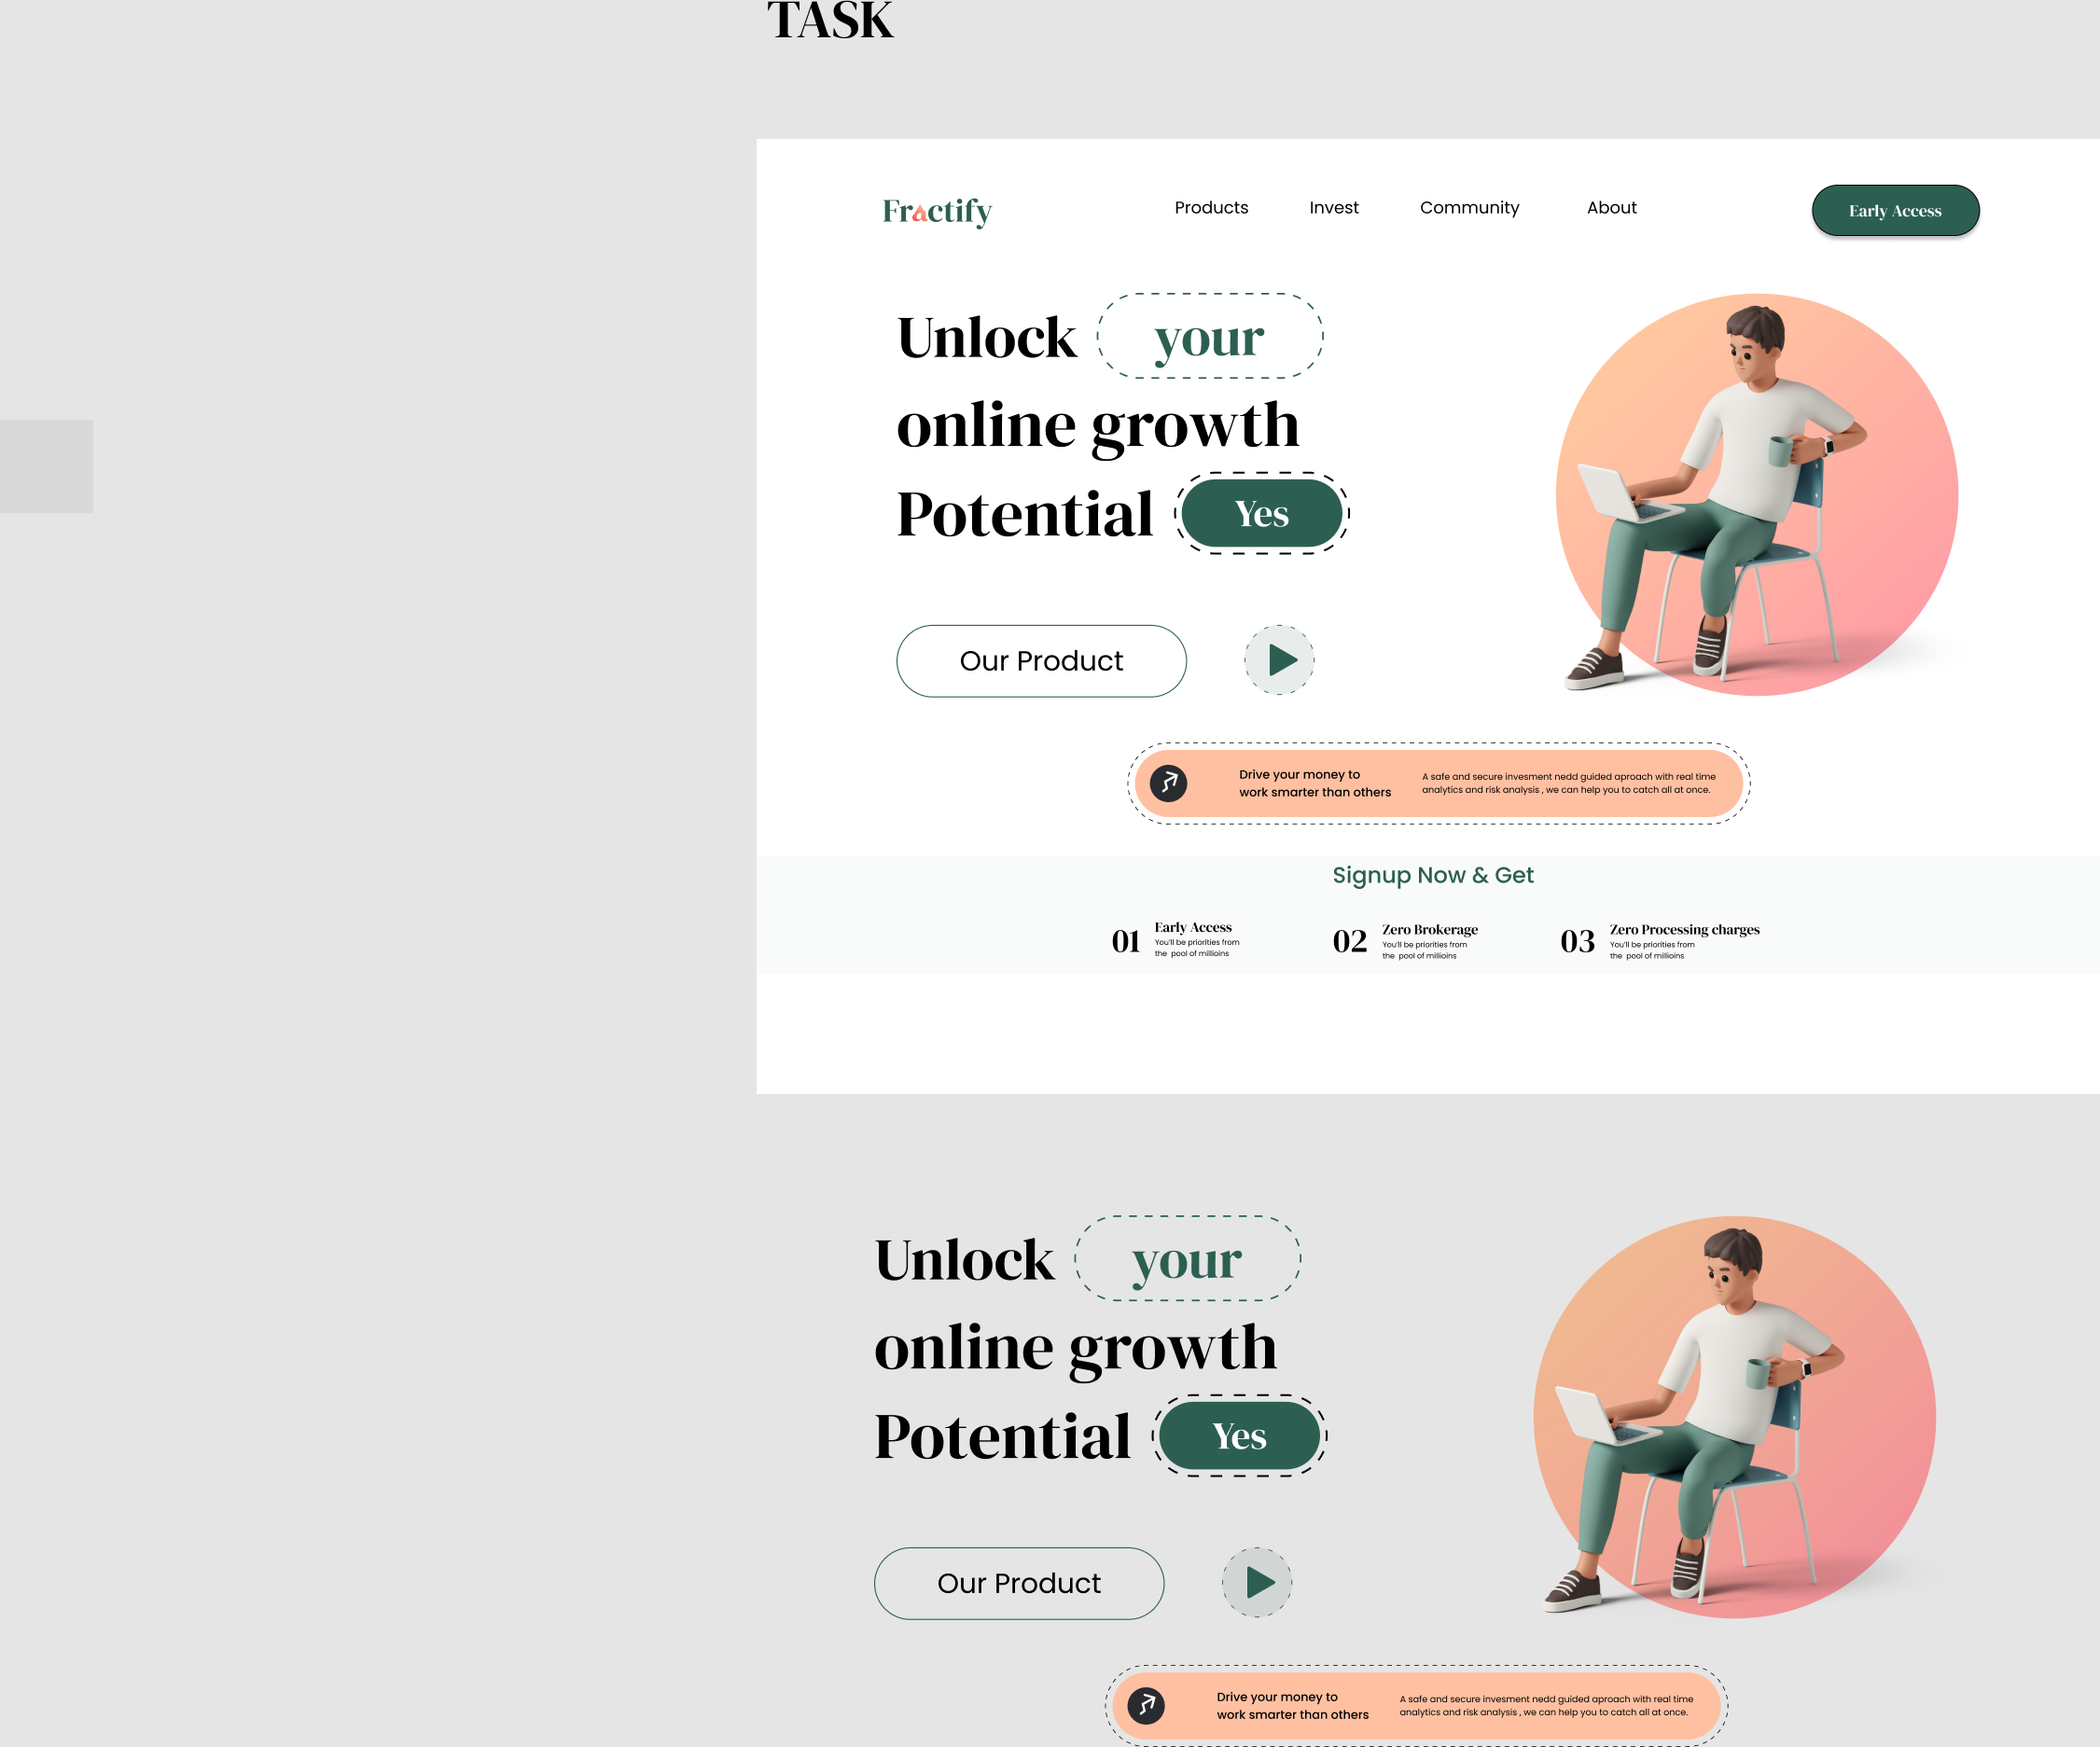 TASK
Fractify
Products Invest Community About
Early Access
Unlock your
online growth
Potential Yes
Our Product
Drive your money to
work smarter than others
A safe and secure invesment nedd guided aproach with real time
analytics and risk analysis , we can help you to catch all at once.
Signup Now & Get
01
Early Access
You'll be priorities from
the pool of millioins
02
Zero Brokerage
You'll be priorities from
the pool of millioins
03
Zero Processing charges
You'll be priorities from
the pool of millioins
Unlock your
online growth
Potential Yes
Our Product
Drive your money to
work smarter than others
A safe and secure invesment nedd guided aproach with real time
analytics and risk analysis , we can help you to catch all at once.